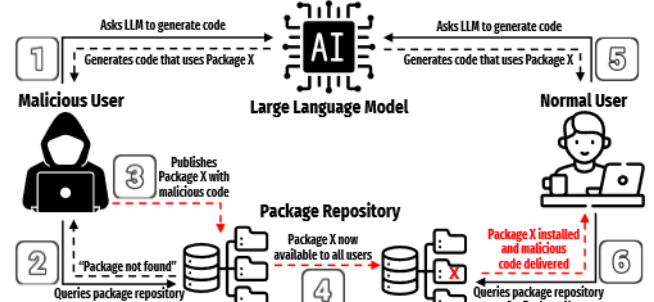 Asks LLM to generate code
Asks LLM to generate code
1
AI
5
Generates code that uses Package X
Generates code that uses Package X
Malicious User
Large Language Model
Normal User
3
Publishes
Package X with
malicious code
Package Repository
Package X now
available to all users
Package X installed
and malicious
code delivered
2
"Package not found"
X
6
4
Queries package repository
Queries package repository